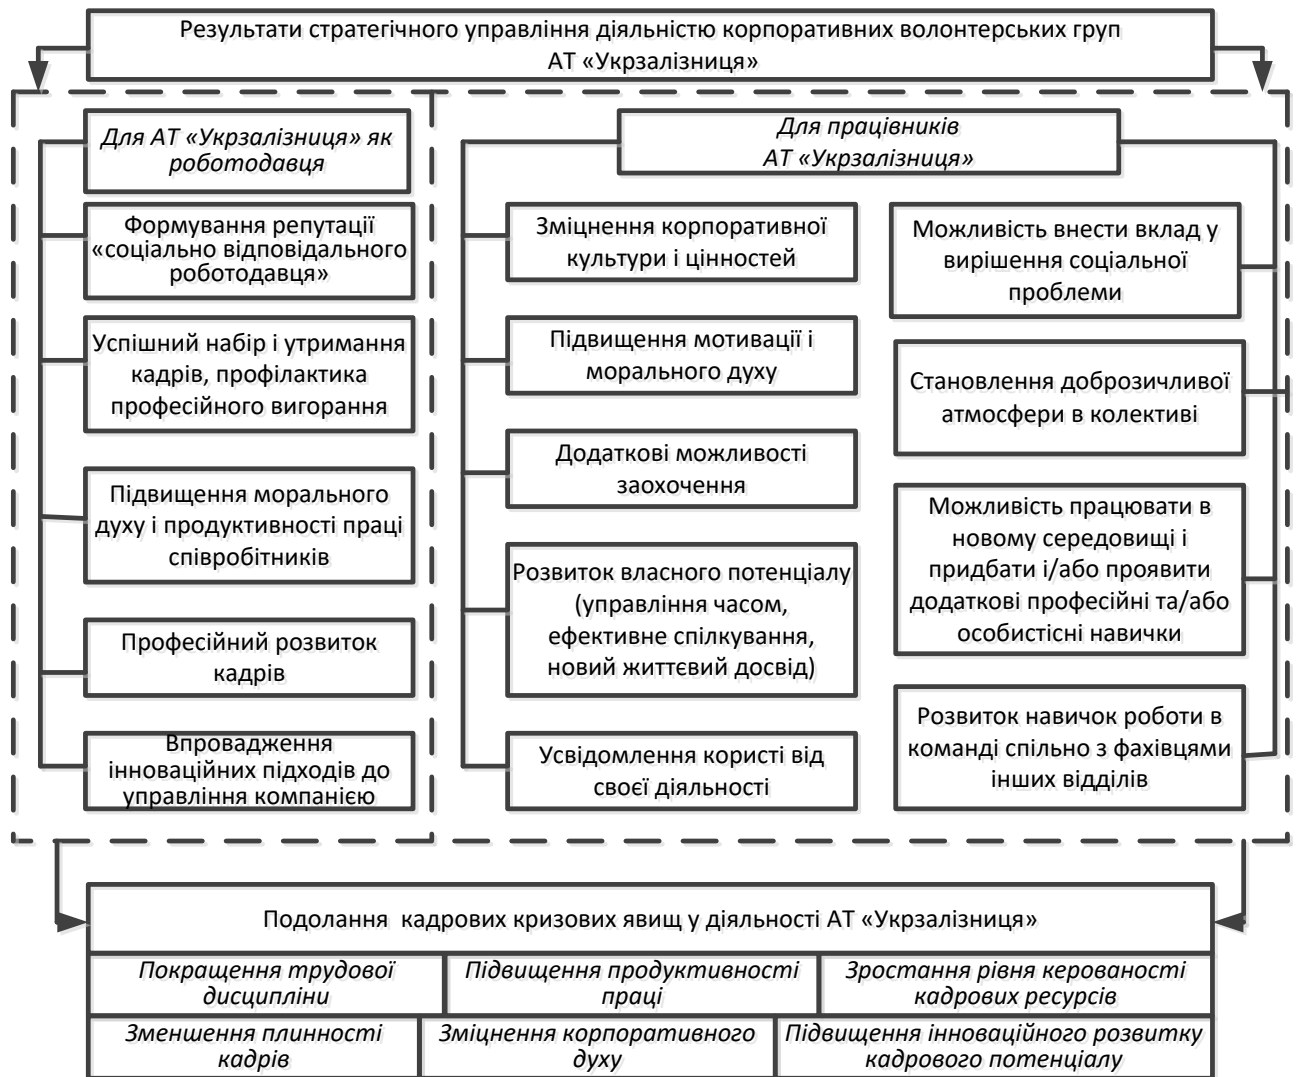 Результати стратегічного управління діяльністю корпоративних волонтерських груп
АТ «Укрзалізниця»
Для АТ «Укрзалізниця» як
роботодавця
Формування репутації
«соціально відповідального
роботодавця»
Успішний набір і утримання
кадрів, профілактика
професійного вигорання
Підвищення морального
духу і продуктивності праці
співробітників
Професійний розвиток
кадрів
Впровадження
інноваційних підходів до
управління компанією
Для працівників
АТ «Укрзалізниця»
Зміцнення корпоративної
культури і цінностей
Підвищення мотивації і
морального духу
Додаткові можливості
заохочення
Розвиток власного потенціалу
(управління часом,
ефективне спілкування,
новий життєвий досвід)
Усвідомлення користі від
своєї діяльності
Можливість внести вклад у
вирішення соціальної
проблеми
Становлення доброзичливої
атмосфери в колективі
Можливість працювати в
новому середовищі і
придбати і/або проявити
додаткові професійні та/або
особистісні навички
Розвиток навичок роботи в
команді спільно з фахівцями
інших відділів
Подолання кадрових кризових явищ у діяльності АТ «Укрзалізниця»
Покращення трудової
дисципліни
Підвищення продуктивності
праці
Зростання рівня керованості
кадрових ресурсів
Зменшення плинності
кадрів
Зміцнення корпоративного
духу
Підвищення інноваційного розвитку
кадрового потенціалу